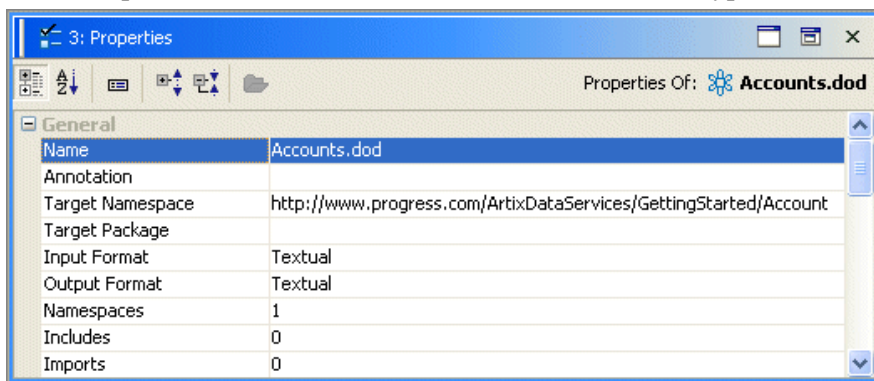 3: Properties
Properties Of: Accounts.dod
General
Name Accounts.dod
Annotation
Target Namespace http://www.progress.com/ArtixDataServices/GettingStarted/Account
Target Package
Input Format Textual
Output Format Textual
Namespaces 1
Includes 0
Imports 0